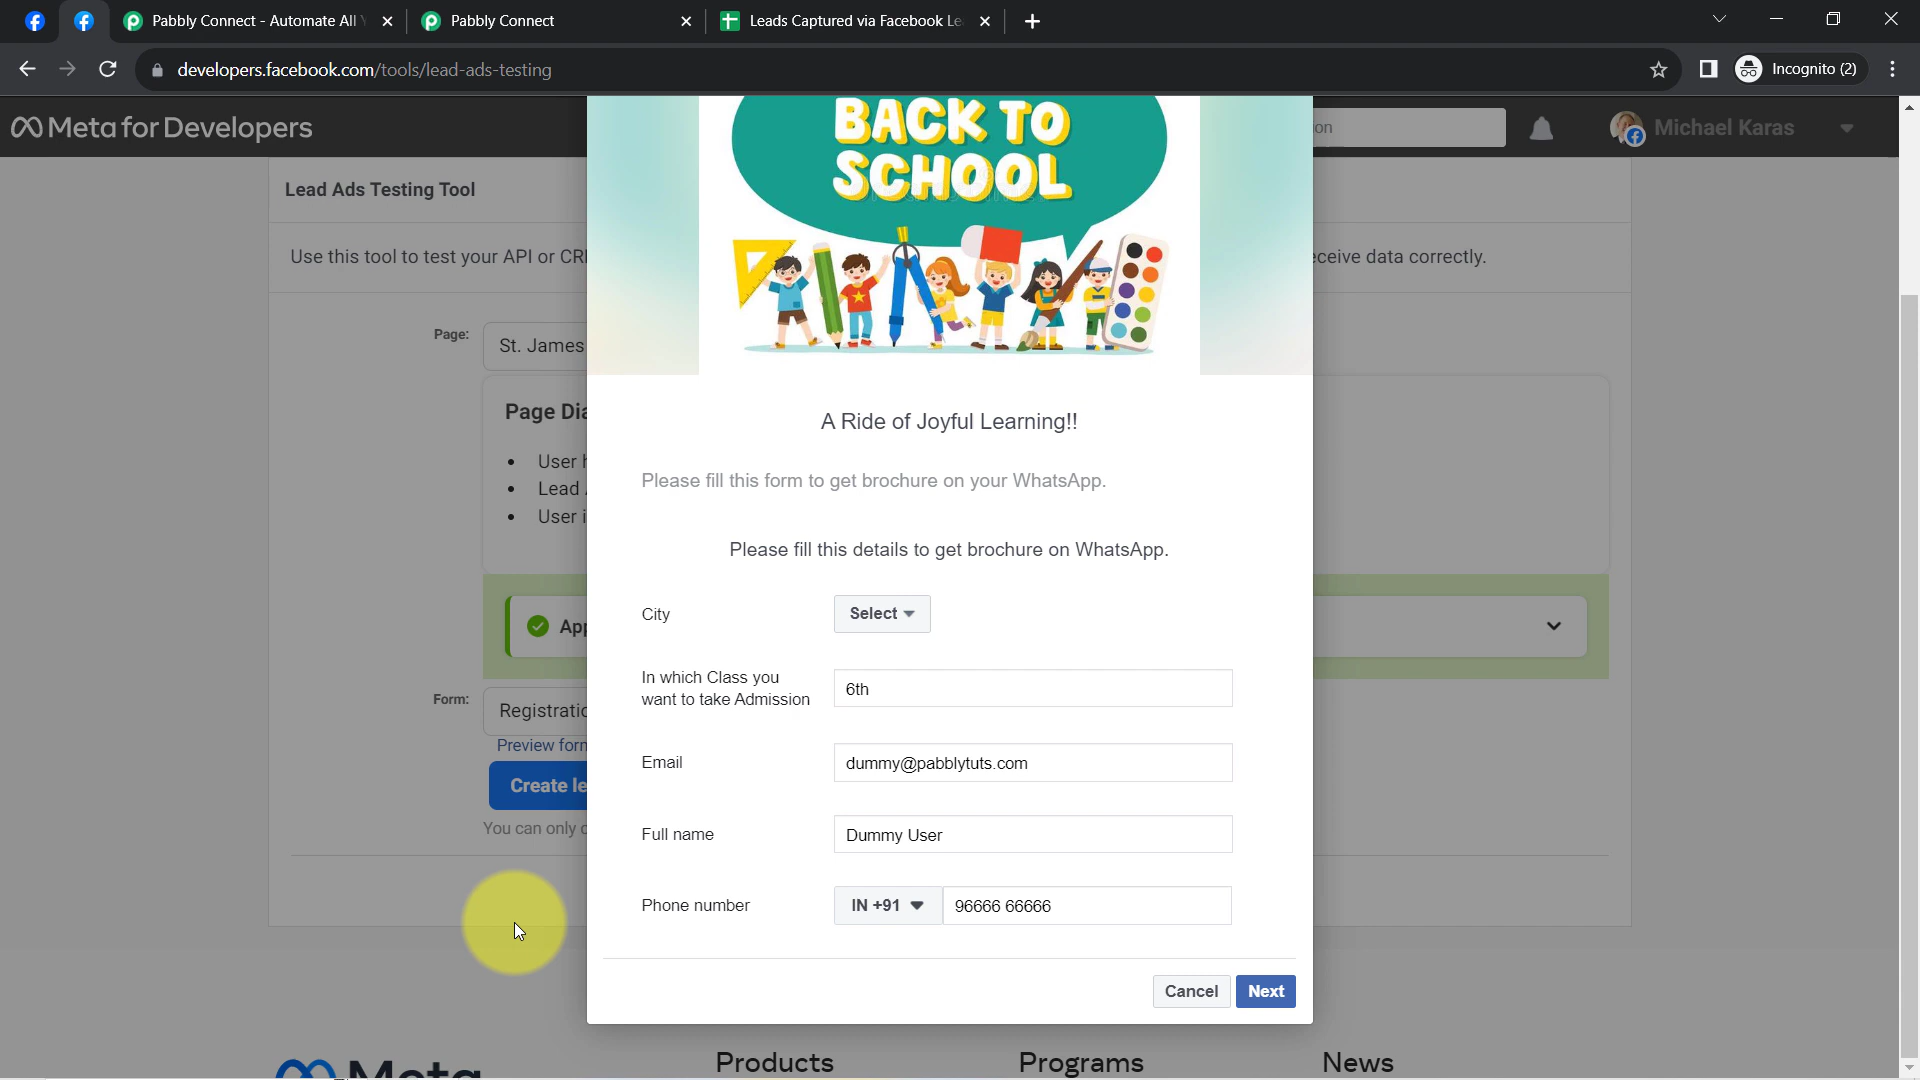 Pabbly Connect - Automate All
Pabbly Connect
Leads Captured via Facebook Le
developers.facebook.com/tools/lead-ads-testing
Incognito (2)
Meta for Developers
on
Michael Karas
BACK TO
SCHOOL
Lead Ads Testing Tool
Use this tool to test your API or CR
eceive data correctly.
Page:
St. James
Page Dia
A Ride of Joyful Learning!!
User h
Lead
User i
Please fill this form to get brochure on your WhatsApp.
Please fill this details to get brochure on WhatsApp.
App
City
Select
In which Class you
want to take Admission
6th
Form:
Registratio
Preview form
Email
dummy@pabblytuts.com
Create le
You can only c
Full name
Dummy User
Phone number
IN +91
96666 66666
Cancel
Next
Meta
Products
Programs
News